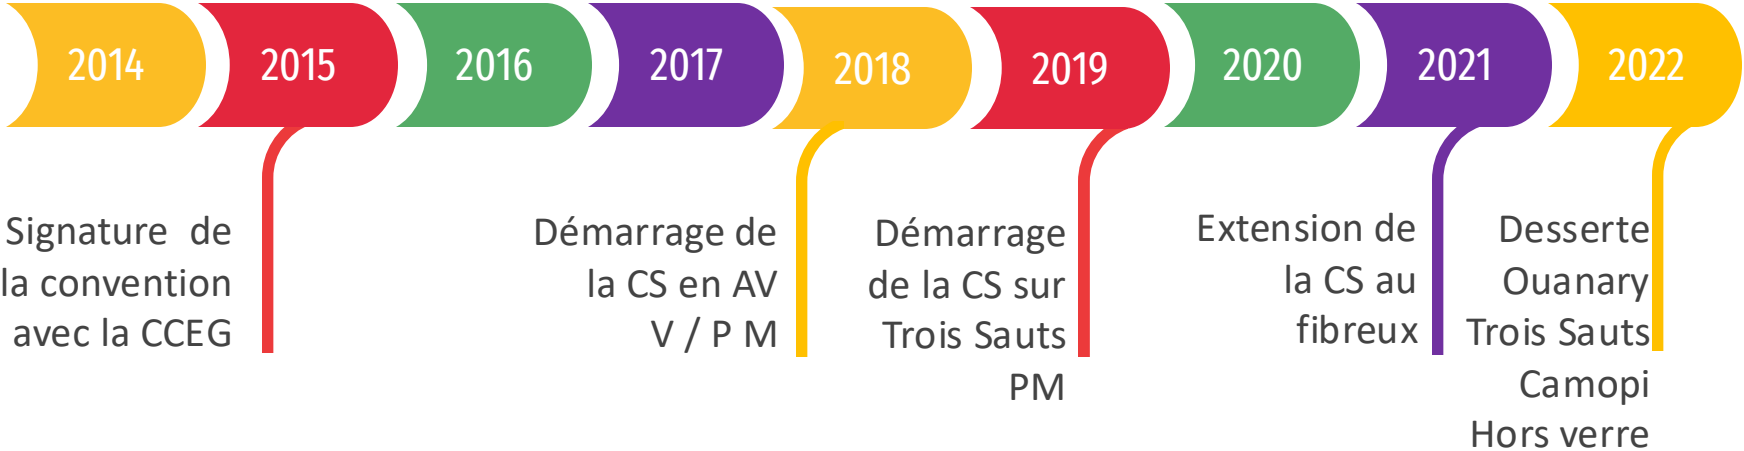 2014 2015 2016 2017 2018 2019 2020 2021 2022
Signature de
la convention
avec la CCEG
Démarrage de
la CS en AV
V / P M
Démarrage
de la CS sur
Trois Sauts
PM
Extension de
la CS au
fibreux
Desserte
Ouanary
Trois Sauts
Camopi
Hors verre